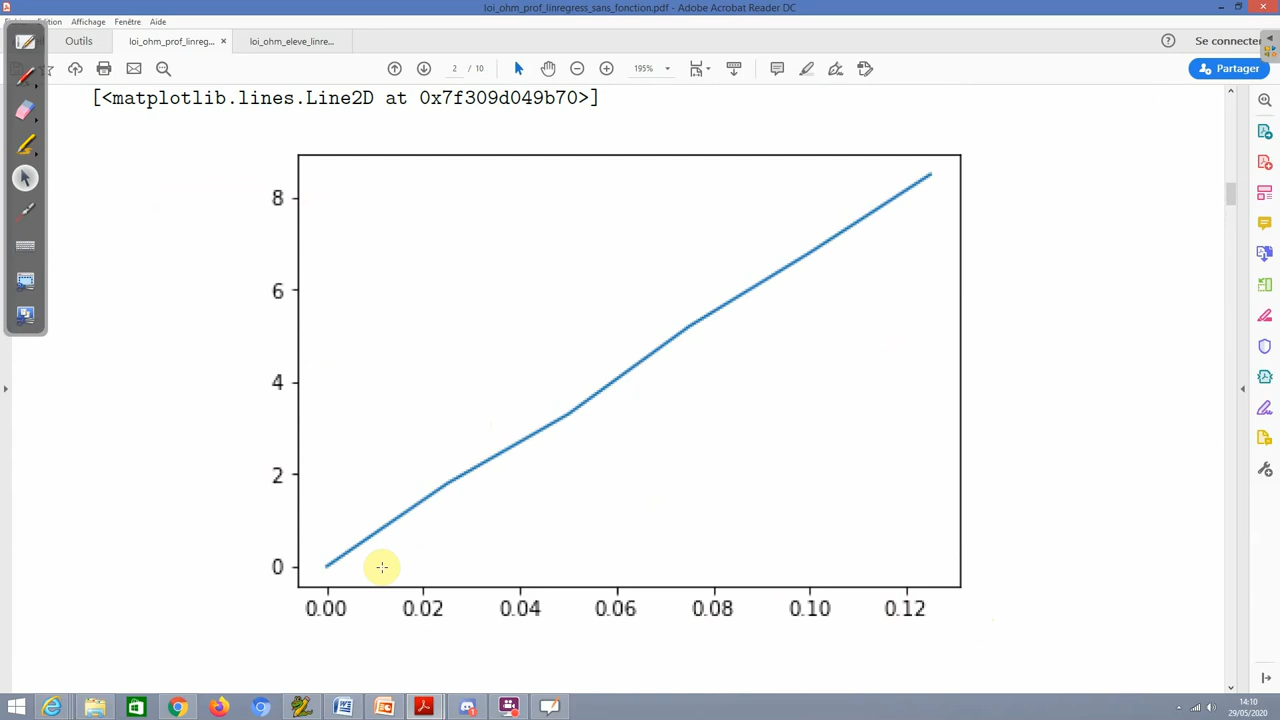 loi_ohm_prof_linregress_sans_fonction.pdf - Adobe Acrobat Reader DC
Édition Affichage Fenêtre Aide
Outils loi_ohm_prof_linreg... × loi_ohm_eleve_linre... Se connecter
2 / 10 195% Partager
[<matplotlib.lines.Line2D at 0x7f309d049b70>]
8
6
4
2
0
0.00 0.02 0.04 0.06 0.08 0.10 0.12
14:10
29/05/2020